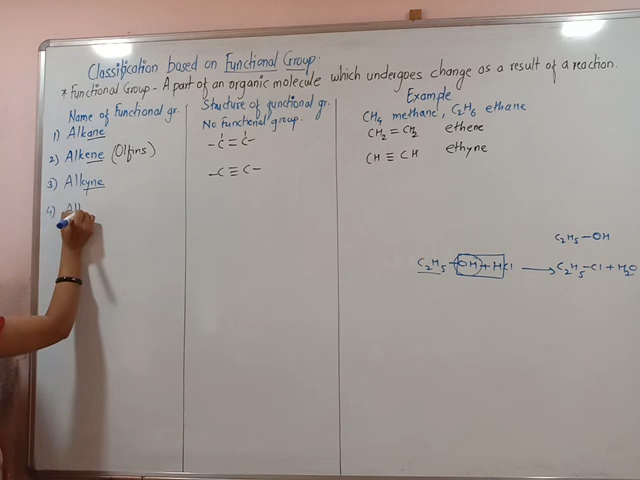 Classification based on Functional Group:
* Functional Group - A part of an organic molecule which undergoes change as a result of a reaction.
Name of Functional gr. Structure of functional gr. Example
1) Alkane No functional group. CH₄ methane, C₂H₆ ethane
2) Alkene (Olfins) -C=C- CH₂=CH₂ ethene
3) Alkyne -C≡C- CH≡CH ethyne
4) Al
C₂H₅-OH
C₂H₅-OH+HCl → C₂H₅-Cl+H₂O